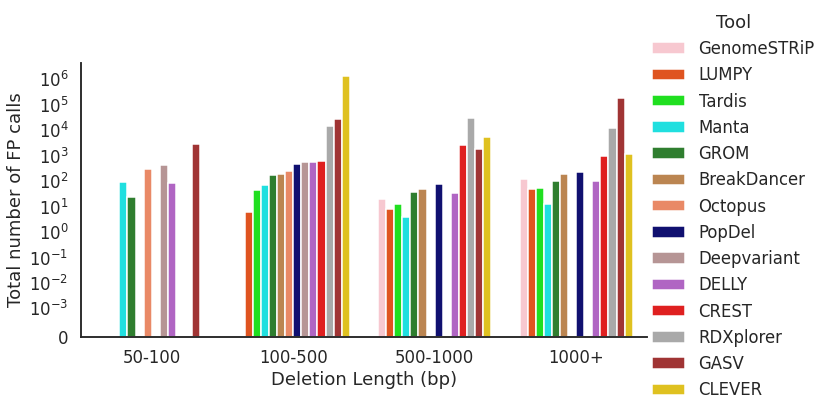 Total number of FP calls
10^6
10^5
10^4
10^3
10^2
10^1
10^0
10^-1
10^-2
10^-3
0
50-100
100-500
500-1000
1000+
Deletion Length (bp)
Tool
GenomeSTRiP
LUMPY
Tardis
Manta
GROM
BreakDancer
Octopus
PopDel
Deepvariant
DELLY
CREST
RDXplorer
GASV
CLEVER